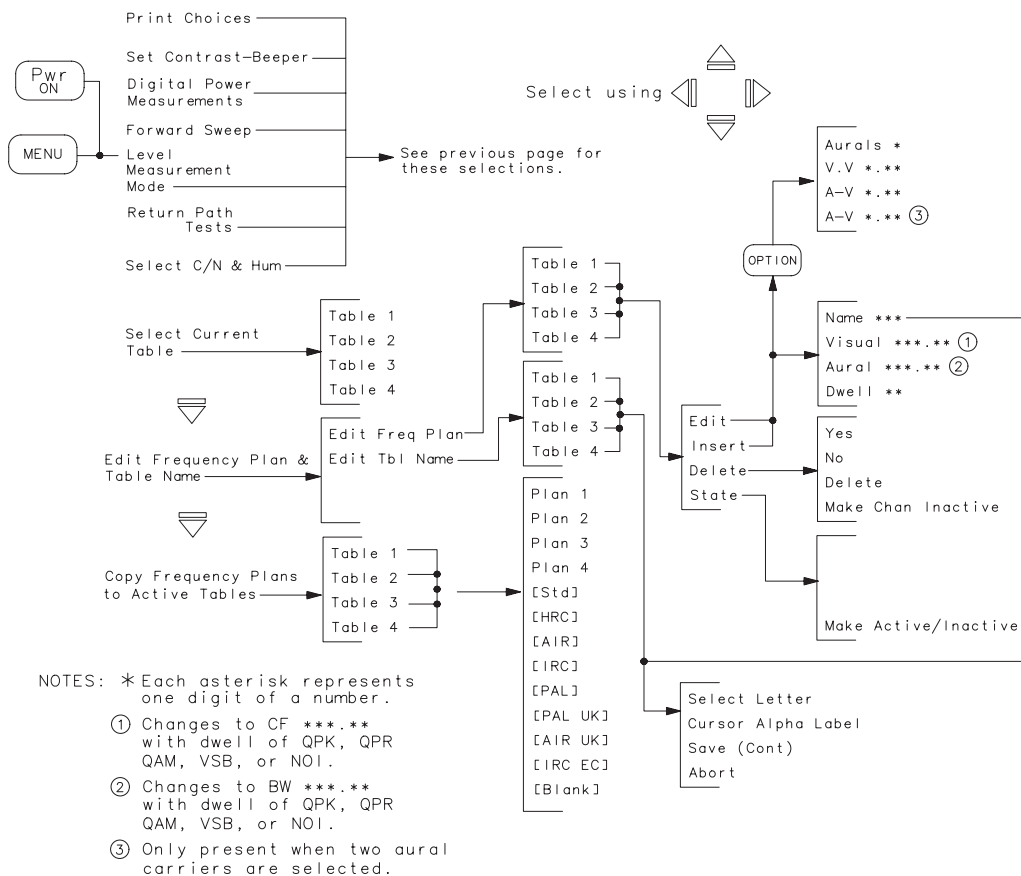 Print Choices
Set Contrast–Beeper
Pwr
ON
Digital Power
Measurements
Forward Sweep
MENU
Level
Measurement
Mode
Return Path
Tests
Select C/N & Hum
See previous page for
these selections.
Select using
Select Current
Table
Table 1
Table 2
Table 3
Table 4
Edit Frequency Plan &
Table Name
Edit Freq Plan
Edit Tbl Name
Copy Frequency Plans
to Active Tables
Table 1
Table 2
Table 3
Table 4
Table 1
Table 2
Table 3
Table 4
Table 1
Table 2
Table 3
Table 4
Plan 1
Plan 2
Plan 3
Plan 4
[Std]
[HRC]
[AIR]
[IRC]
[PAL]
[PAL UK]
[AIR UK]
[IRC EC]
[Blank]
Edit
Insert
Delete
State
OPTION
Aurals *
V.V *.**
A–V *.**
A–V *.** ③
Name ***
Visual ***.** ①
Aural ***.** ②
Dwell **
Yes
No
Delete
Make Chan Inactive
Make Active/Inactive
Select Letter
Cursor Alpha Label
Save (Cont)
Abort
NOTES: * Each asterisk represents
one digit of a number.
① Changes to CF ***.**
with dwell of QPK, QPR
QAM, VSB, or NOI.
② Changes to BW ***.**
with dwell of QPK, QPR
QAM, VSB, or NOI.
③ Only present when two aural
carriers are selected.